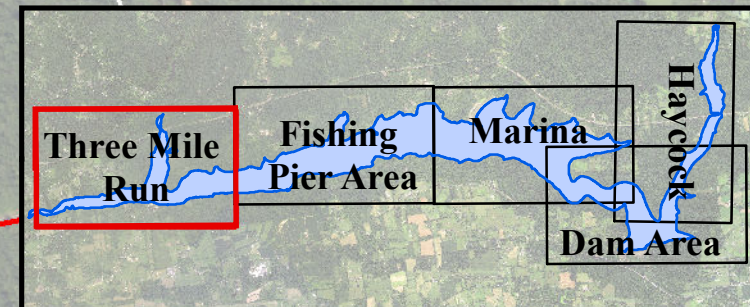 Three Mile
Run
Fishing
Pier Area
Marina
Haycock
Dam Area